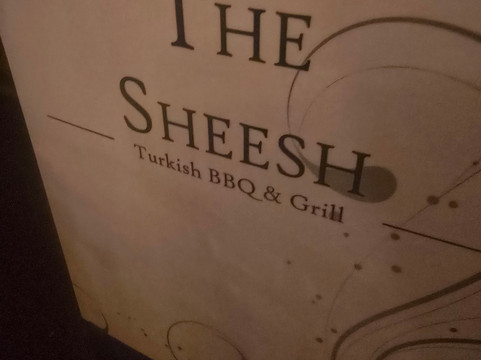 THE
SHEESH
Turkish BBQ & Grill